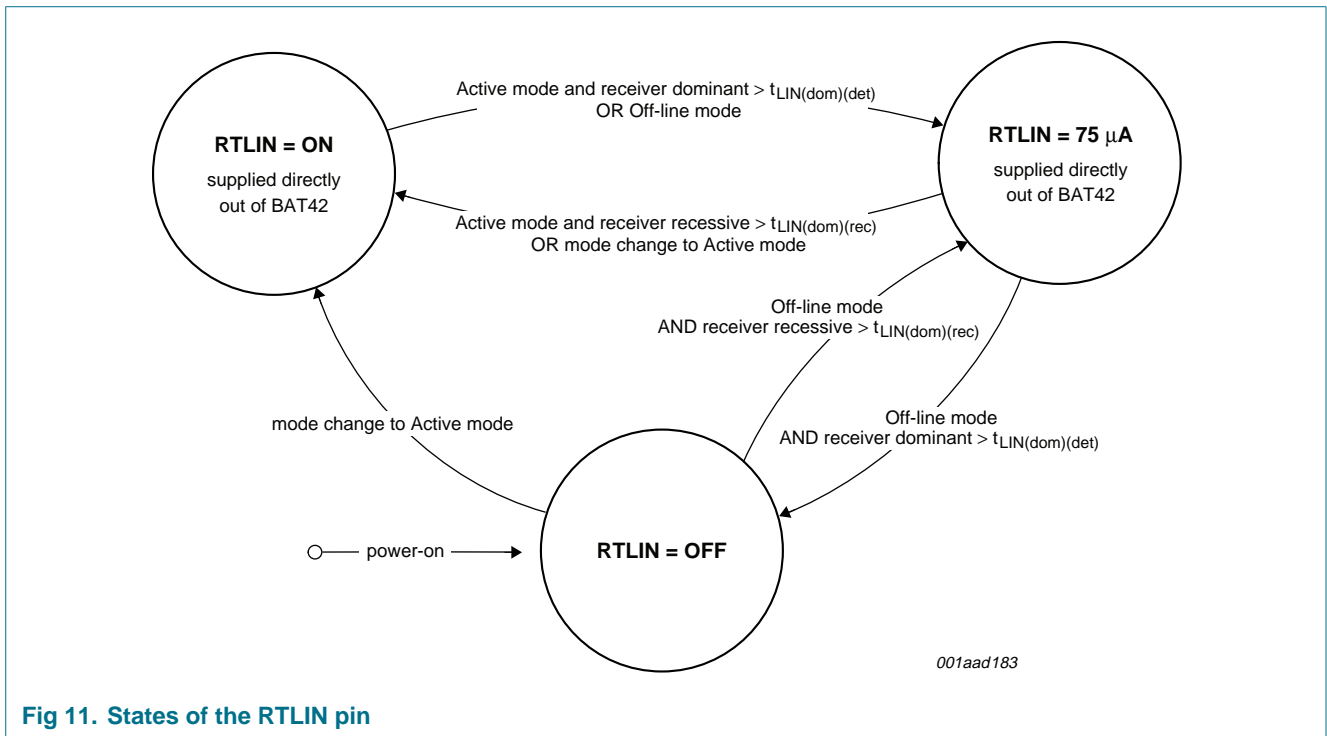 Active mode and receiver dominant > tLIN(dom)(det)
OR Off-line mode
RTLIN = ON
supplied directly
out of BAT42
RTLIN = 75 μA
supplied directly
out of BAT42
Active mode and receiver recessive > tLIN(dom)(rec)
OR mode change to Active mode
Off-line mode
AND receiver recessive > tLIN(dom)(rec)
mode change to Active mode
Off-line mode
AND receiver dominant > tLIN(dom)(det)
power-on
RTLIN = OFF
001aad183
Fig 11. States of the RTLIN pin